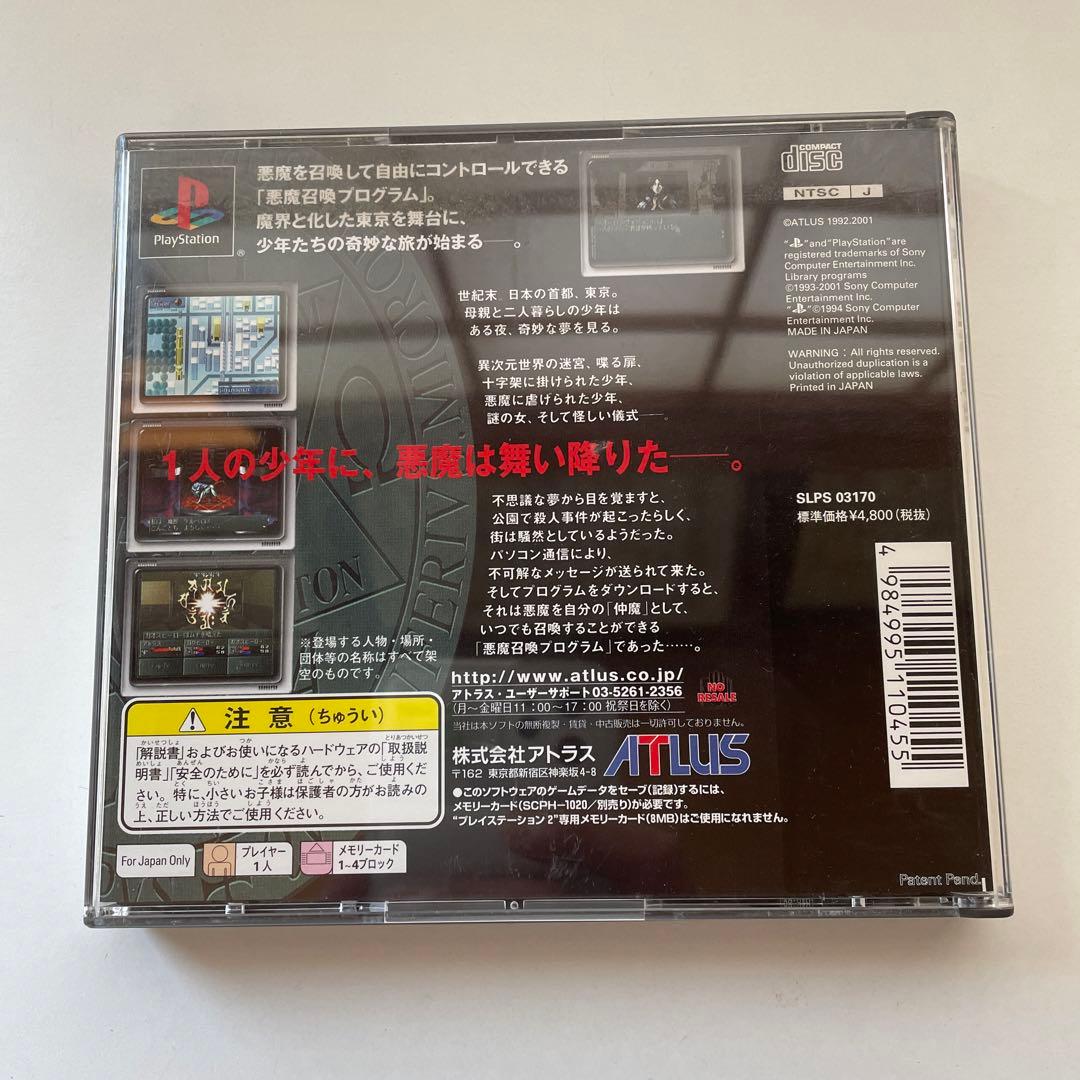 悪魔を召喚して自由にコントロールできる
「悪魔召喚プログラム」。
魔界と化した東京を舞台に、
少年たちの奇妙な旅が始まる――。
PlayStation
®
COMPACT
disc
NTSC J
©ATLUS 1992.2001
"PS" and "PlayStation" are
registered trademarks of Sony
Computer Entertainment Inc.
Library programs
©1993-2001 Sony Computer
Entertainment Inc.
"PS" ©1994 Sony Computer
Entertainment Inc.
MADE IN JAPAN
WARNING : All rights reserved.
Unauthorized duplication is a
violation of applicable laws.
Printed in JAPAN
世紀末、日本の首都、東京。
母親と二人暮らしの少年は
ある夜、奇妙な夢を見る。
異次元世界の迷宮、喋る扉、
十字架に掛けられた少年、
悪魔に虐げられた少年、
謎の女、そして怪しい儀式――。
1人の少年に、悪魔は舞い降りた――。
不思議な夢から目を覚ますと、
公園で殺人事件が起こったらしく、
街は騒然としているようだった。
パソコン通信により、
不可解なメッセージが送られて来た。
そしてプログラムをダウンロードすると、
それは悪魔を自分の「仲魔」として、
いつでも召喚することができる
「悪魔召喚プログラム」であった……。
SLPS 03170
標準価格¥4,800(税抜)
4984995110455
※登場する人物・場所・
団体等の名称はすべて架
空のものです。
http://www.atlus.co.jp/
アトラス・ユーザーサポート03-5261-2356
(月〜金曜日11:00〜17:00 祝祭日を除く)
NO
RESALE
当社は本ソフトの無断複製・賃貸・中古販売は一切許可しておりません。
株式会社アトラス
〒162 東京都新宿区神楽坂4-8
ATLUS
●このソフトウェアのゲームデータをセーブ(記録)するには、
メモリーカード(SCPH-1020/別売り)が必要です。
"プレイステーション 2"専用メモリーカード(8MB)はご使用になれません。
注意(ちゅうい)
「解説書」およびお使いになるハードウェアの「取扱説
明書」「安全のために」を必ず読んでから、ご使用くだ
さい。特に、小さいお子様は保護者の方がお読みの
上、正しい方法でご使用ください。
For Japan Only
プレイヤー
1人
メモリーカード
1〜4ブロック
Patent Pend.